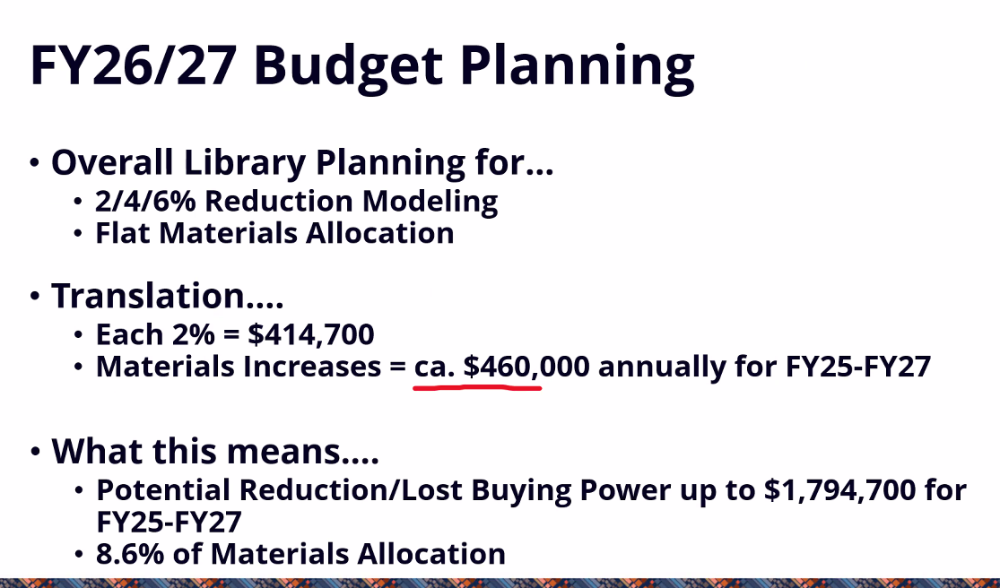 FY26/27 Budget Planning
• Overall Library Planning for...
• 2/4/6% Reduction Modeling
• Flat Materials Allocation
• Translation....
• Each 2% = $414,700
• Materials Increases = ca. $460,000 annually for FY25-FY27
• What this means....
• Potential Reduction/Lost Buying Power up to $1,794,700 for
FY25-FY27
• 8.6% of Materials Allocation